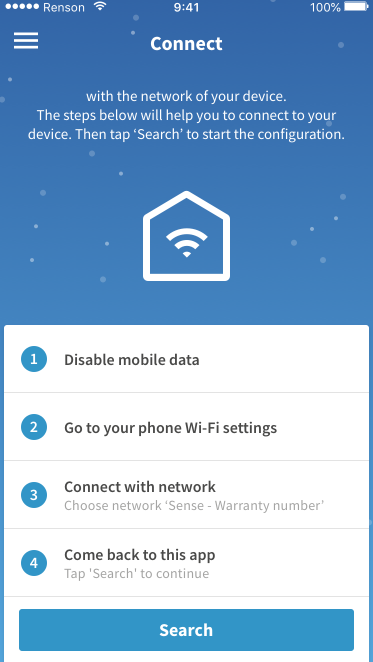 Renson 9:41 100%
Connect
with the network of your device.
The steps below will help you to connect to your
device. Then tap ‘Search’ to start the configuration.
1 Disable mobile data
2 Go to your phone Wi-Fi settings
3 Connect with network
Choose network ‘Sense - Warranty number’
4 Come back to this app
Tap 'Search' to continue
Search